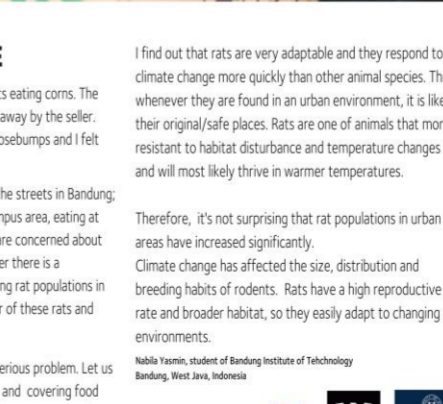 E
ts eating corns. The
away by the seller.
osebumps and I felt
he streets in Bandung;
mpus area, eating at
are concerned about
er there is a
ng rat populations in
r of these rats and
erious problem. Let us
and covering food
I find out that rats are very adaptable and they respond to
climate change more quickly than other animal species. Th
whenever they are found in an urban environment, it is like
their original/safe places. Rats are one of animals that mor
resistant to habitat disturbance and temperature changes
and will most likely thrive in warmer temperatures.
Therefore, it's not surprising that rat populations in urban
areas have increased significantly.
Climate change has affected the size, distribution and
breeding habits of rodents. Rats have a high reproductive
rate and broader habitat, so they easily adapt to changing
environments.
Nabila Yasmin, student of Bandung Institute of Tehchnology
Bandung, West Java, Indonesia